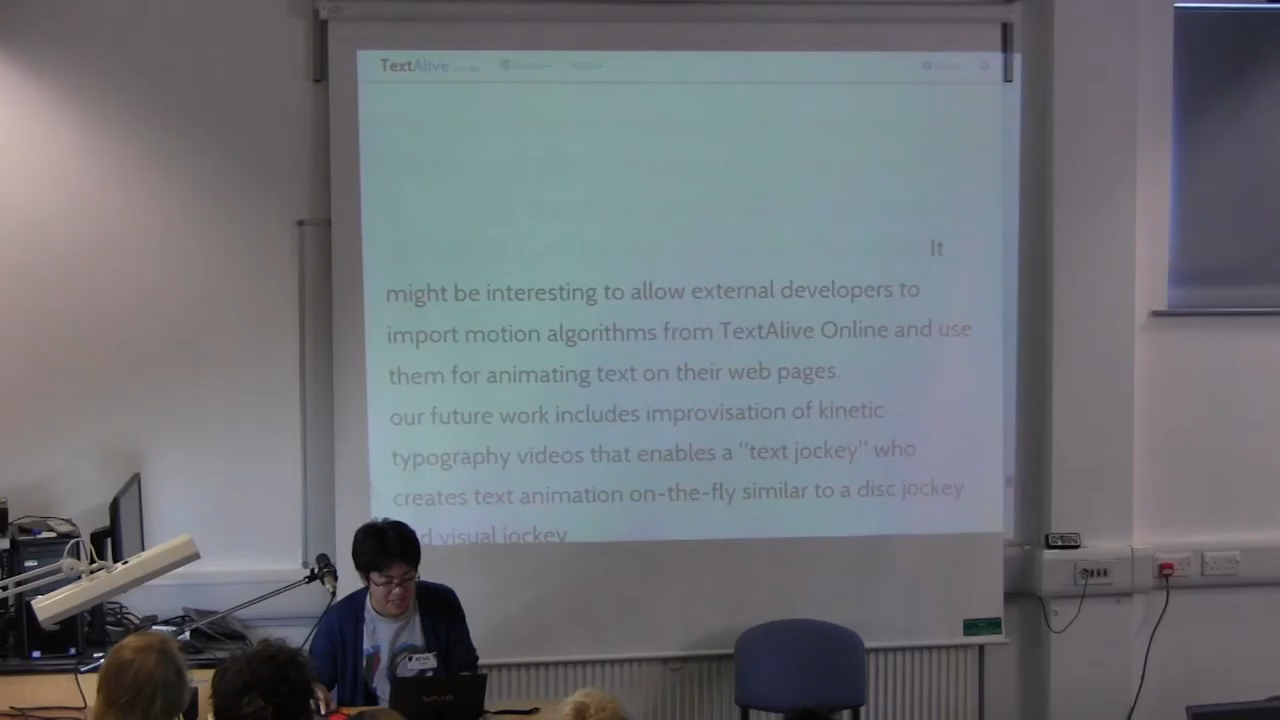 TextAlive
It
might be interesting to allow external developers to
import motion algorithms from TextAlive Online and use
them for animating text on their web pages.
our future work includes improvisation of kinetic
typography videos that enables a "text jockey" who
creates text animation on-the-fly similar to a disc jockey
visual jockey
VAIO